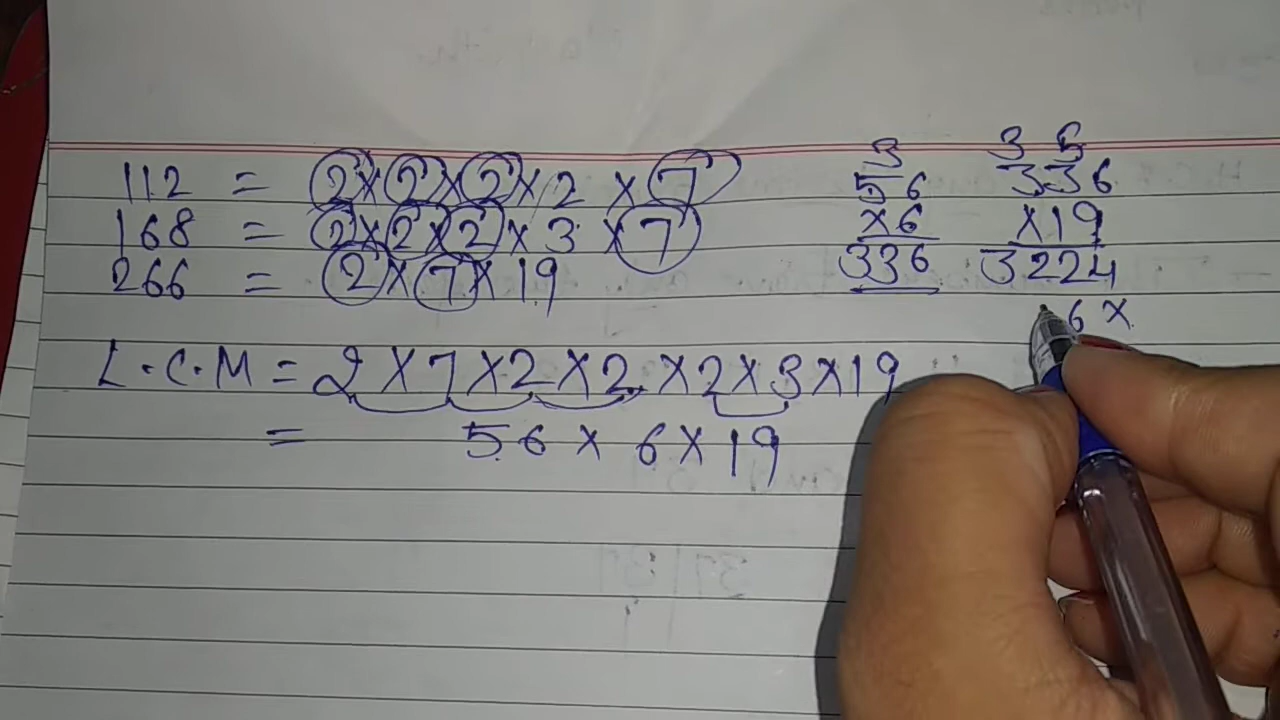 112 = 2×2×2×2×7
168 = 2×2×2×3×7
266 = 2×7×19
L.C.M = 2×7×2×2×2×3×19
= 56×6×19
3
56
×6
336
3 5
336
×19
3224
6×